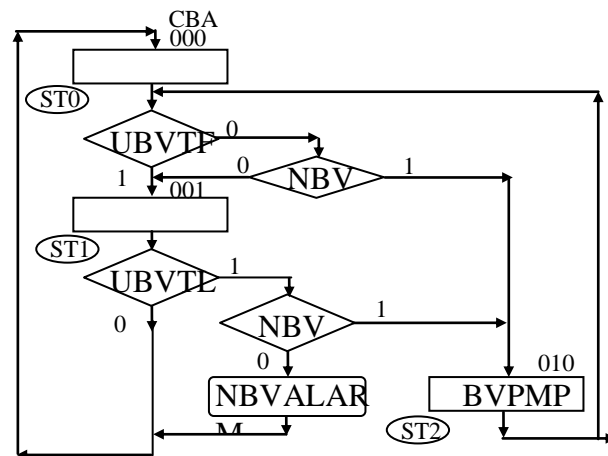 CBA
000
ST0
UBVTF
0
0
NBV
1
1
001
ST1
UBVTL
1
NBV
1
0
0
010
NBVALAR
M
BVPMP
ST2